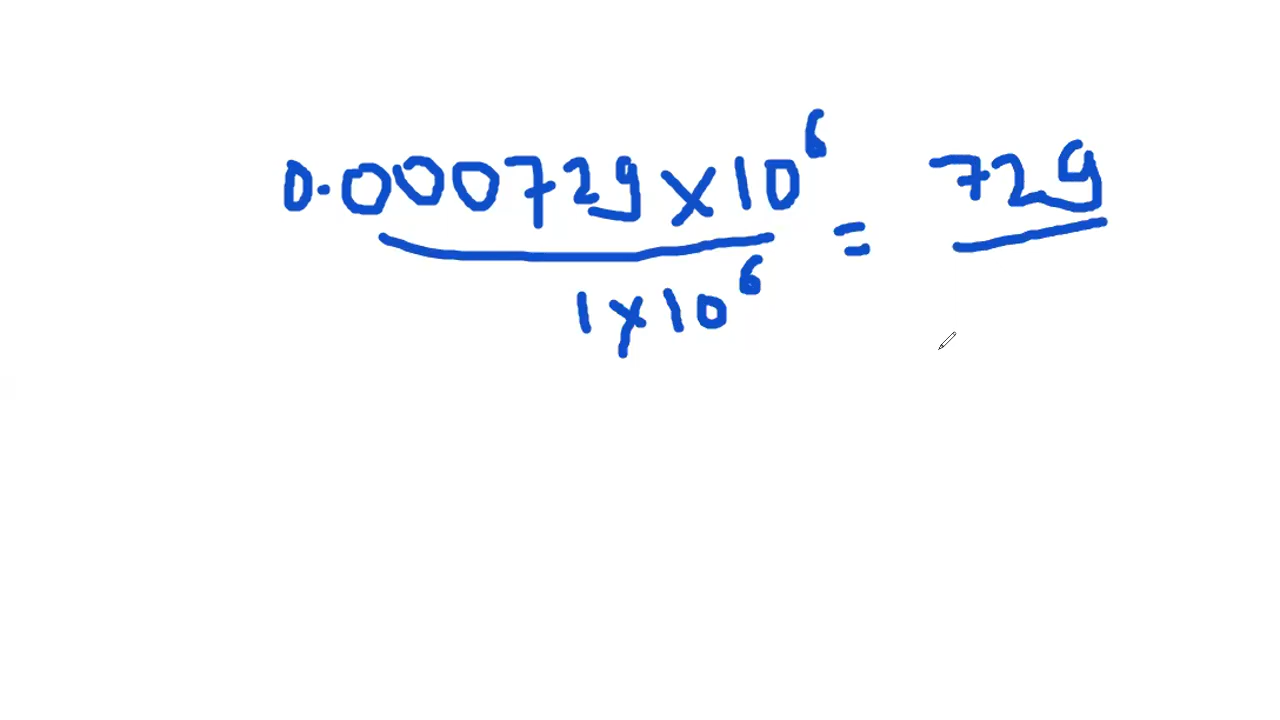 0.000729 x 10⁶ = 729
1 x 10⁶